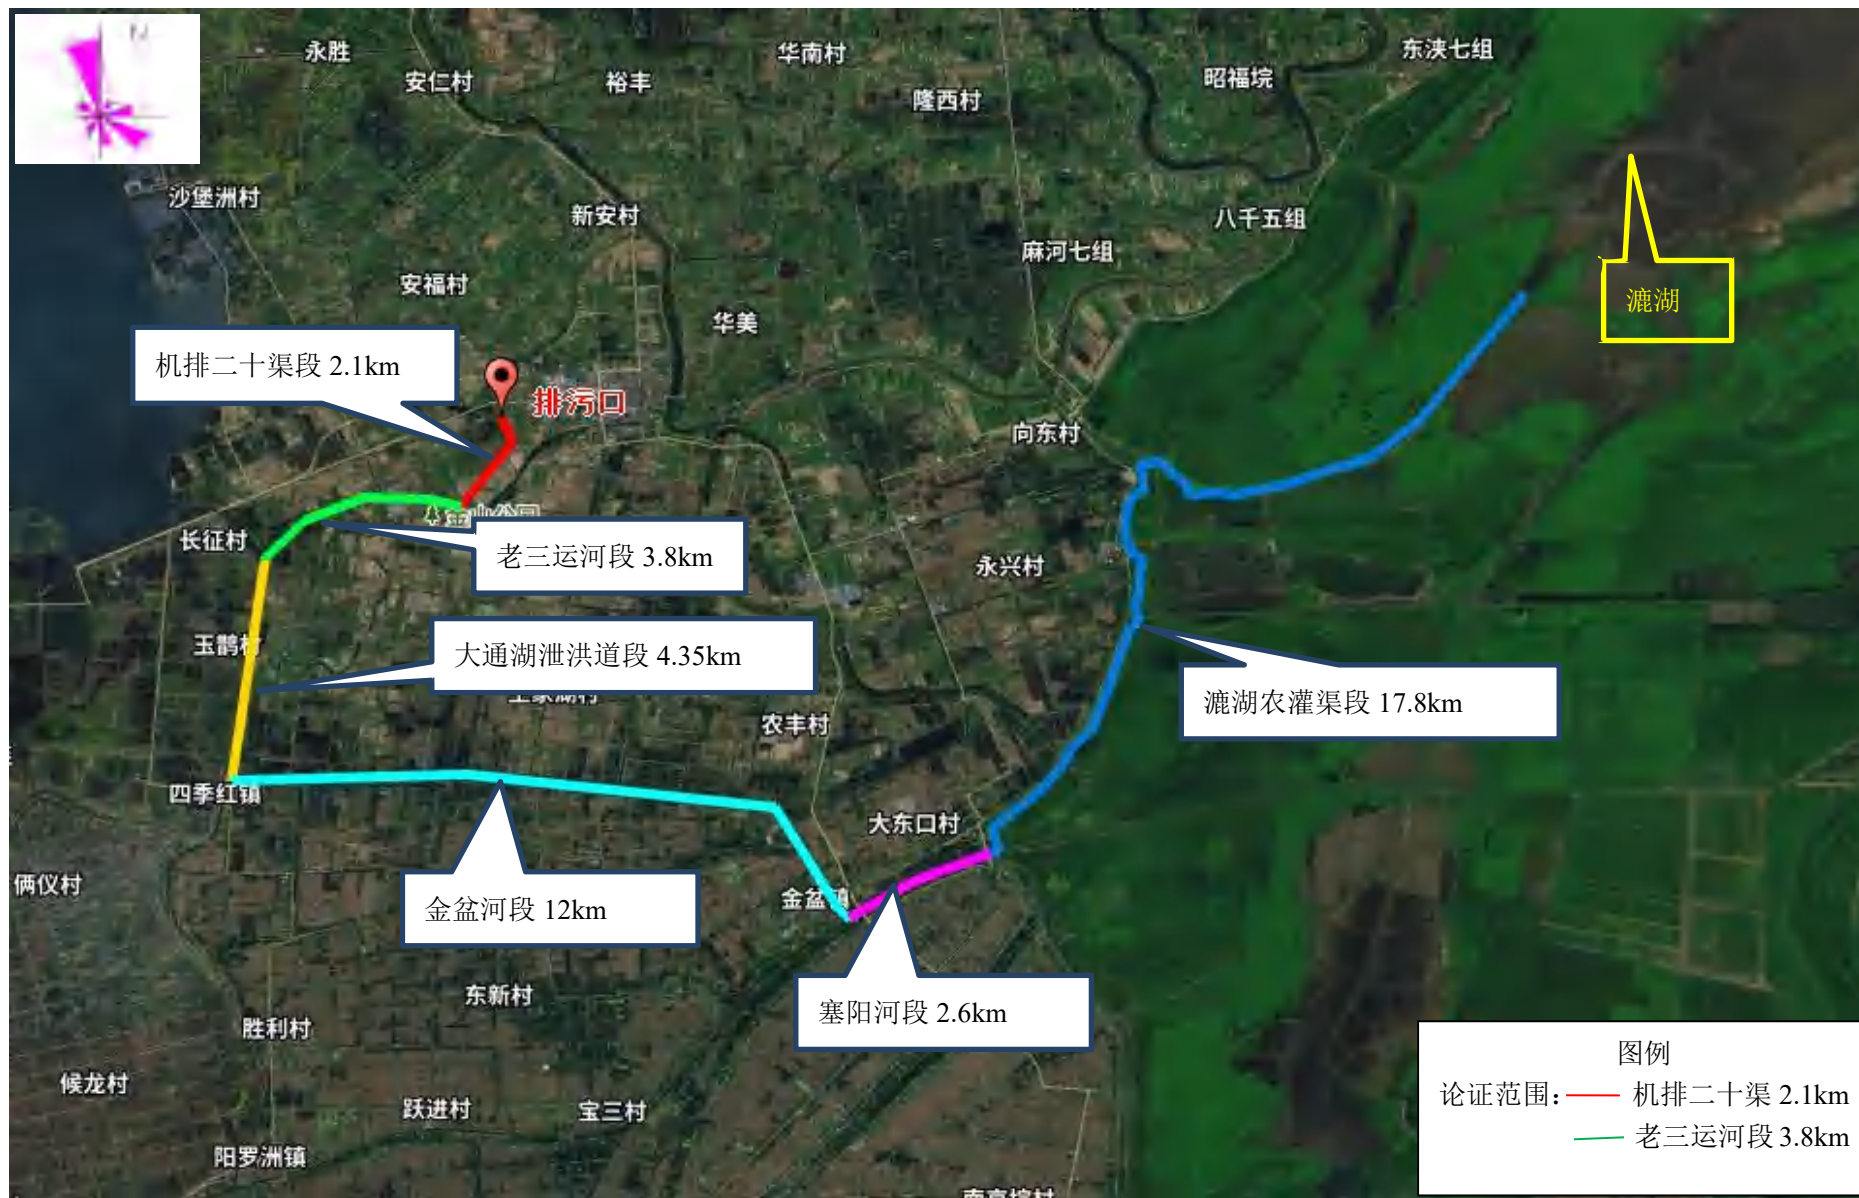 N
永胜
安仁村
裕丰
华南村
隆西村
昭福垸
东浃七组
沙堡洲村
新安村
八千五组
麻河七组
安福村
华美
漉湖
机排二十渠段 2.1km
排污口
向东村
金山公园
长征村
老三运河段 3.8km
永兴村
玉鹊村
大通湖泄洪道段 4.35km
漉湖农灌渠段 17.8km
农丰村
四季红镇
大东口村
俩仪村
金盆河段 12km
金盆镇
东新村
塞阳河段 2.6km
胜利村
候龙村
跃进村
宝三村
阳罗洲镇
图例
论证范围：
机排二十渠 2.1km
老三运河段 3.8km